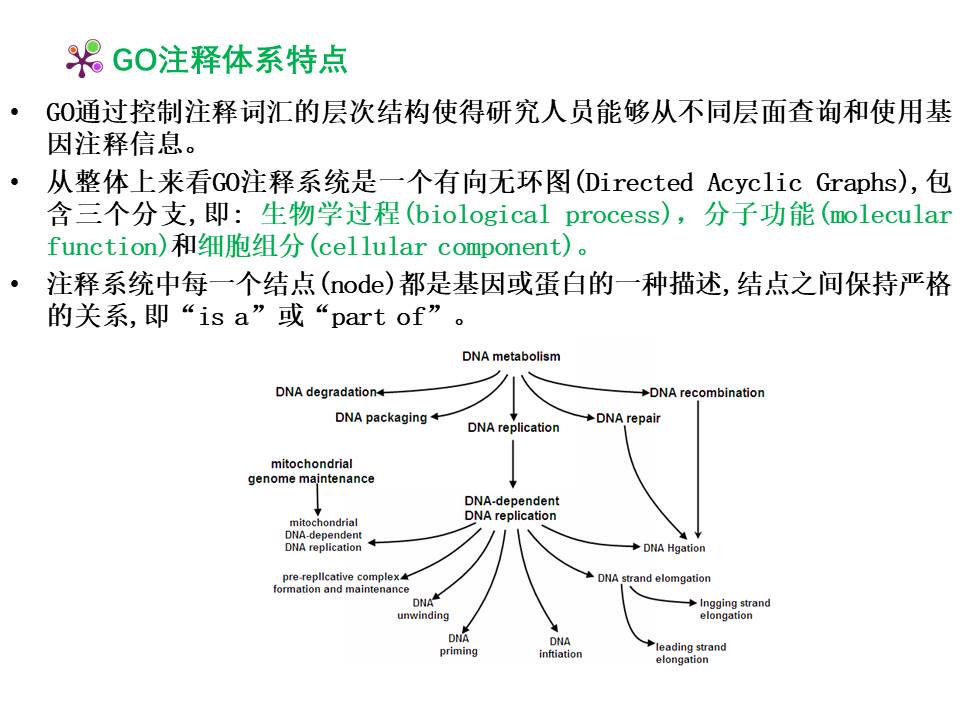 GO注释体系特点
• GO通过控制注释词汇的层次结构使得研究人员能够从不同层面查询和使用基
因注释信息。
• 从整体上来看GO注释系统是一个有向无环图(Directed Acyclic Graphs),包
含三个分支,即: 生物学过程(biological process)，分子功能(molecular
function)和细胞组分(cellular component)。
• 注释系统中每一个结点(node)都是基因或蛋白的一种描述,结点之间保持严格
的关系,即“is a”或“part of”。
DNA metabolism
DNA degradation
DNA recombination
DNA packaging
DNA repair
DNA replication
mitochondrial
genome maintenance
DNA-dependent
DNA replication
mitochondrial
DNA-dependent
DNA replication
DNA Hgation
pre-repllcative complex
formation and maintenance
DNA strand elomgation
DNA
unwinding
Ingging strand
elongation
DNA
priming
DNA
inftiation
leading strand
elongation